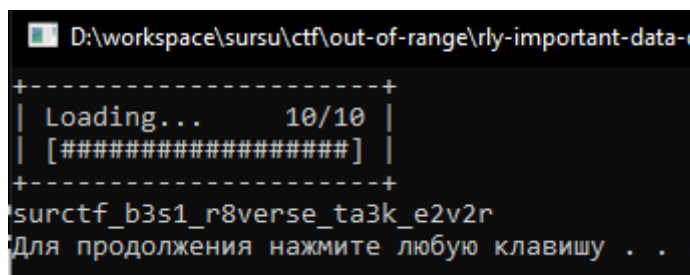 D:\workspace\sursu\ctf\out-of-range\rly-important-data-
+----------------------+
| Loading...     10/10 |
| [##################] |
+----------------------+
surctf_b3s1_r8verse_ta3k_e2v2r
Для продолжения нажмите любую клавишу . .